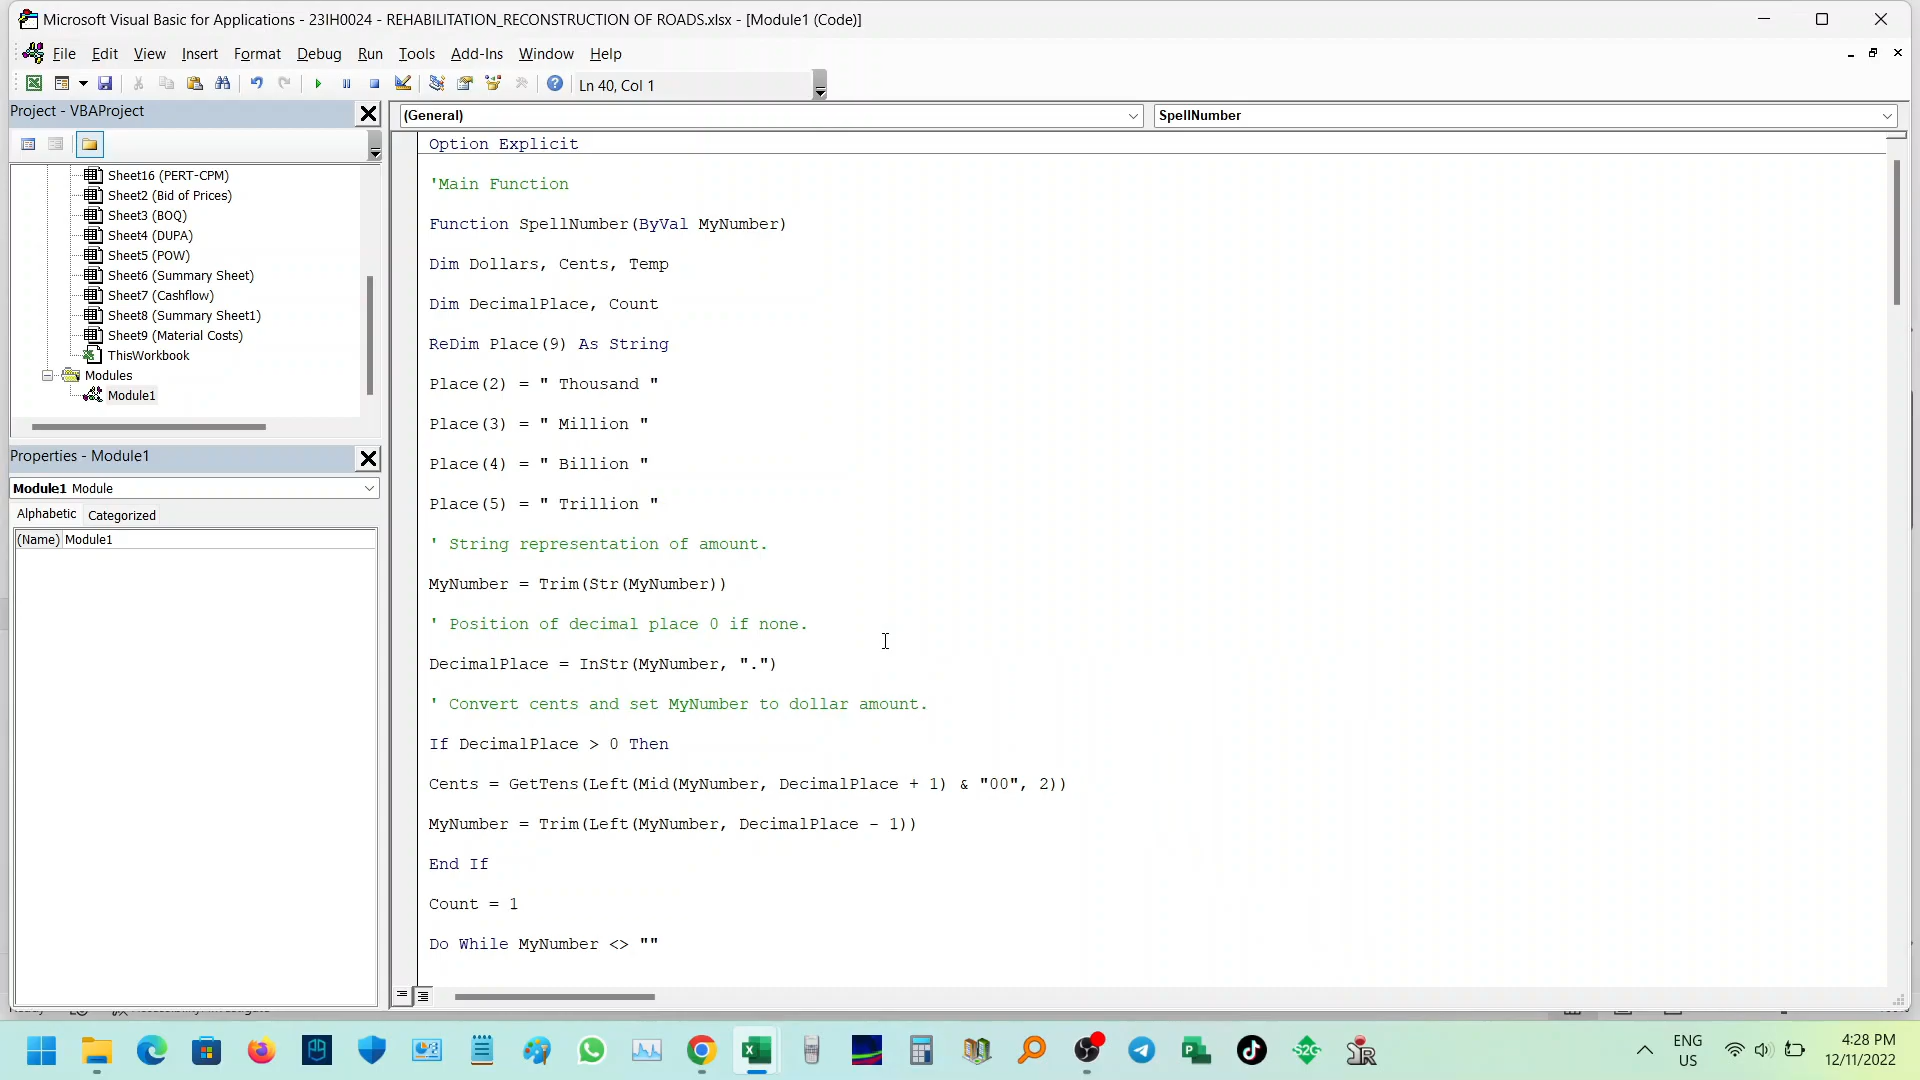 Microsoft Visual Basic for Applications - 23IH0024 - REHABILITATION_RECONSTRUCTION OF ROADS.xlsx - [Module1 (Code)]
File Edit View Insert Format Debug Run Tools Add-Ins Window Help
Ln 40, Col 1
Project - VBAProject
Sheet16 (PERT-CPM)
Sheet2 (Bid of Prices)
Sheet3 (BOQ)
Sheet4 (DUPA)
Sheet5 (POW)
Sheet6 (Summary Sheet)
Sheet7 (Cashflow)
Sheet8 (Summary Sheet1)
Sheet9 (Material Costs)
ThisWorkbook
Modules
Module1
Properties - Module1
Module1 Module
Alphabetic Categorized
(Name) Module1
(General) SpellNumber
Option Explicit
'Main Function
Function SpellNumber(ByVal MyNumber)
Dim Dollars, Cents, Temp
Dim DecimalPlace, Count
ReDim Place(9) As String
Place(2) = " Thousand "
Place(3) = " Million "
Place(4) = " Billion "
Place(5) = " Trillion "
' String representation of amount.
MyNumber = Trim(Str(MyNumber))
' Position of decimal place 0 if none.
DecimalPlace = InStr(MyNumber, ".")
' Convert cents and set MyNumber to dollar amount.
If DecimalPlace > 0 Then
Cents = GetTens(Left(Mid(MyNumber, DecimalPlace + 1) & "00", 2))
MyNumber = Trim(Left(MyNumber, DecimalPlace - 1))
End If
Count = 1
Do While MyNumber <> ""
ENG
US
4:28 PM
12/11/2022